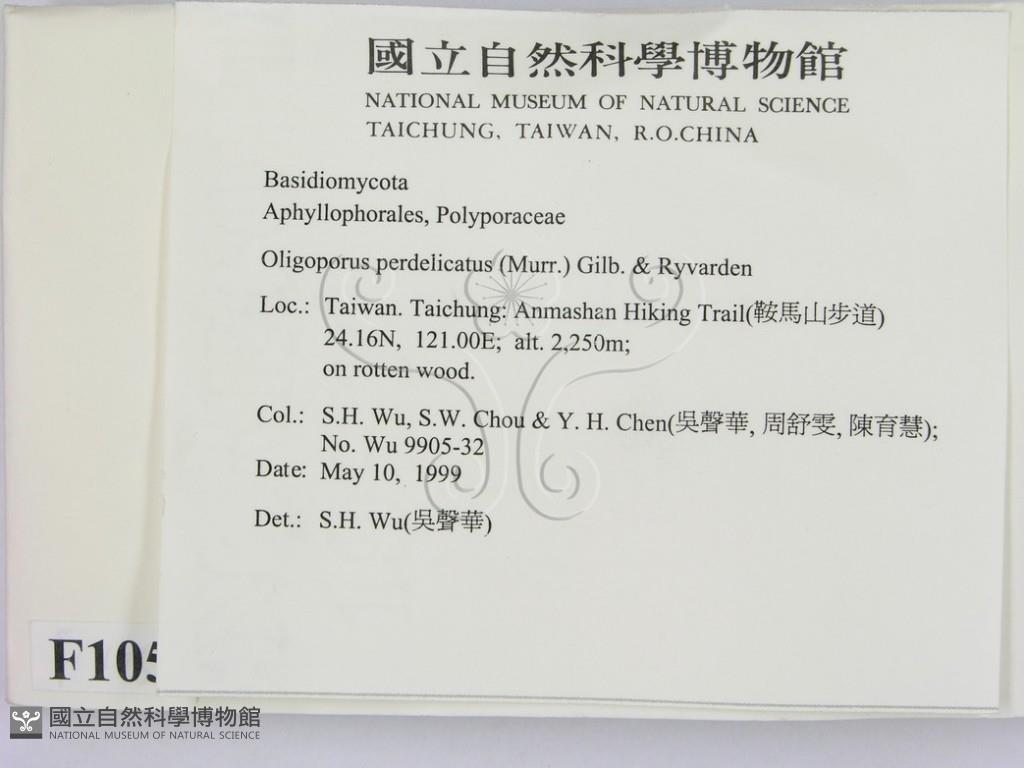 國立自然科學博物館
NATIONAL MUSEUM OF NATURAL SCIENCE
TAICHUNG, TAIWAN, R.O.CHINA
Basidiomycota
Aphyllophorales, Polyporaceae
Oligoporus perdelicatus (Murr.) Gilb. & Ryvarden
Loc.: Taiwan. Taichung: Anmashan Hiking Trail(鞍馬山步道)
24.16N, 121.00E; alt. 2,250m;
on rotten wood.
Col.: S.H. Wu, S.W. Chou & Y. H. Chen(吳聲華, 周舒雯, 陳育慧);
No. Wu 9905-32
Date: May 10, 1999
Det.: S.H. Wu(吳聲華)
F105
國立自然科學博物館
NATIONAL MUSEUM OF NATURAL SCIENCE